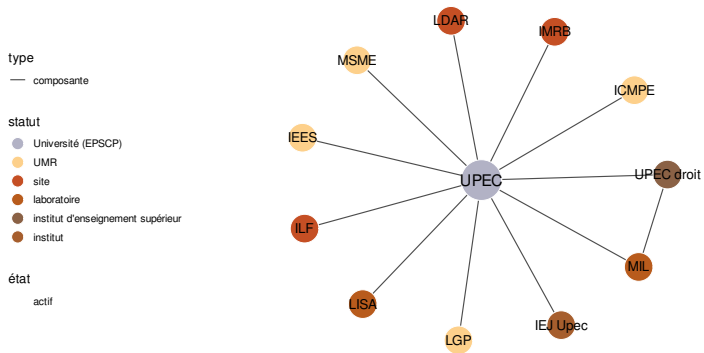 type
composante
statut
Université (EPSCP)
UMR
site
laboratoire
institut d'enseignement supérieur
institut
état
actif
LDAR
IMRB
MSME
ICMPE
IEES
UPEC droit
UPEC
ILF
MIL
LISA
IEJ Upec
LGP